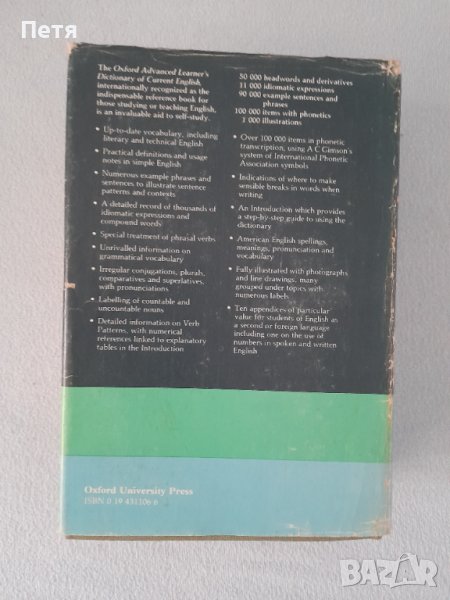 Петя
The Oxford Advanced Learner's
Dictionary of Current English,
internationally recognized as the
indispensable reference book for
those studying or teaching English,
is an invaluable aid to self-study.
• Up-to-date vocabulary, including
literary and technical English
• Practical definitions and usage
notes in simple English
• Numerous example phrases and
sentences to illustrate sentence
patterns and contexts
• A detailed record of thousands of
idiomatic expressions and
compound words
• Special treatment of phrasal verbs
• Unrivalled information on
grammatical vocabulary
• Irregular conjugations, plurals,
comparatives and superlatives,
with pronunciations
• Labelling of countable and
uncountable nouns
• Detailed information on Verb
Patterns, with numerical
references linked to explanatory
tables in the Introduction
50 000 headwords and derivatives
11 000 idiomatic expressions
90 000 example sentences and
phrases
100 000 items with phonetics
1 000 illustrations
• Over 100 000 items in phonetic
transcription, using A C Gimson's
system of International Phonetic
Association symbols
• Indications of where to make
sensible breaks in words when
writing
• An Introduction which provides
a step-by-step guide to using the
dictionary
• American English spellings,
meanings, pronunciation and
vocabulary
• Fully illustrated with photographs
and line drawings, many
grouped under topics with
numerous labels
• Ten appendices of particular
value for students of English as
a second or foreign language
including one on the use of
numbers in spoken and written
English
Oxford University Press
ISBN 0 19 431106 6
BAZAR